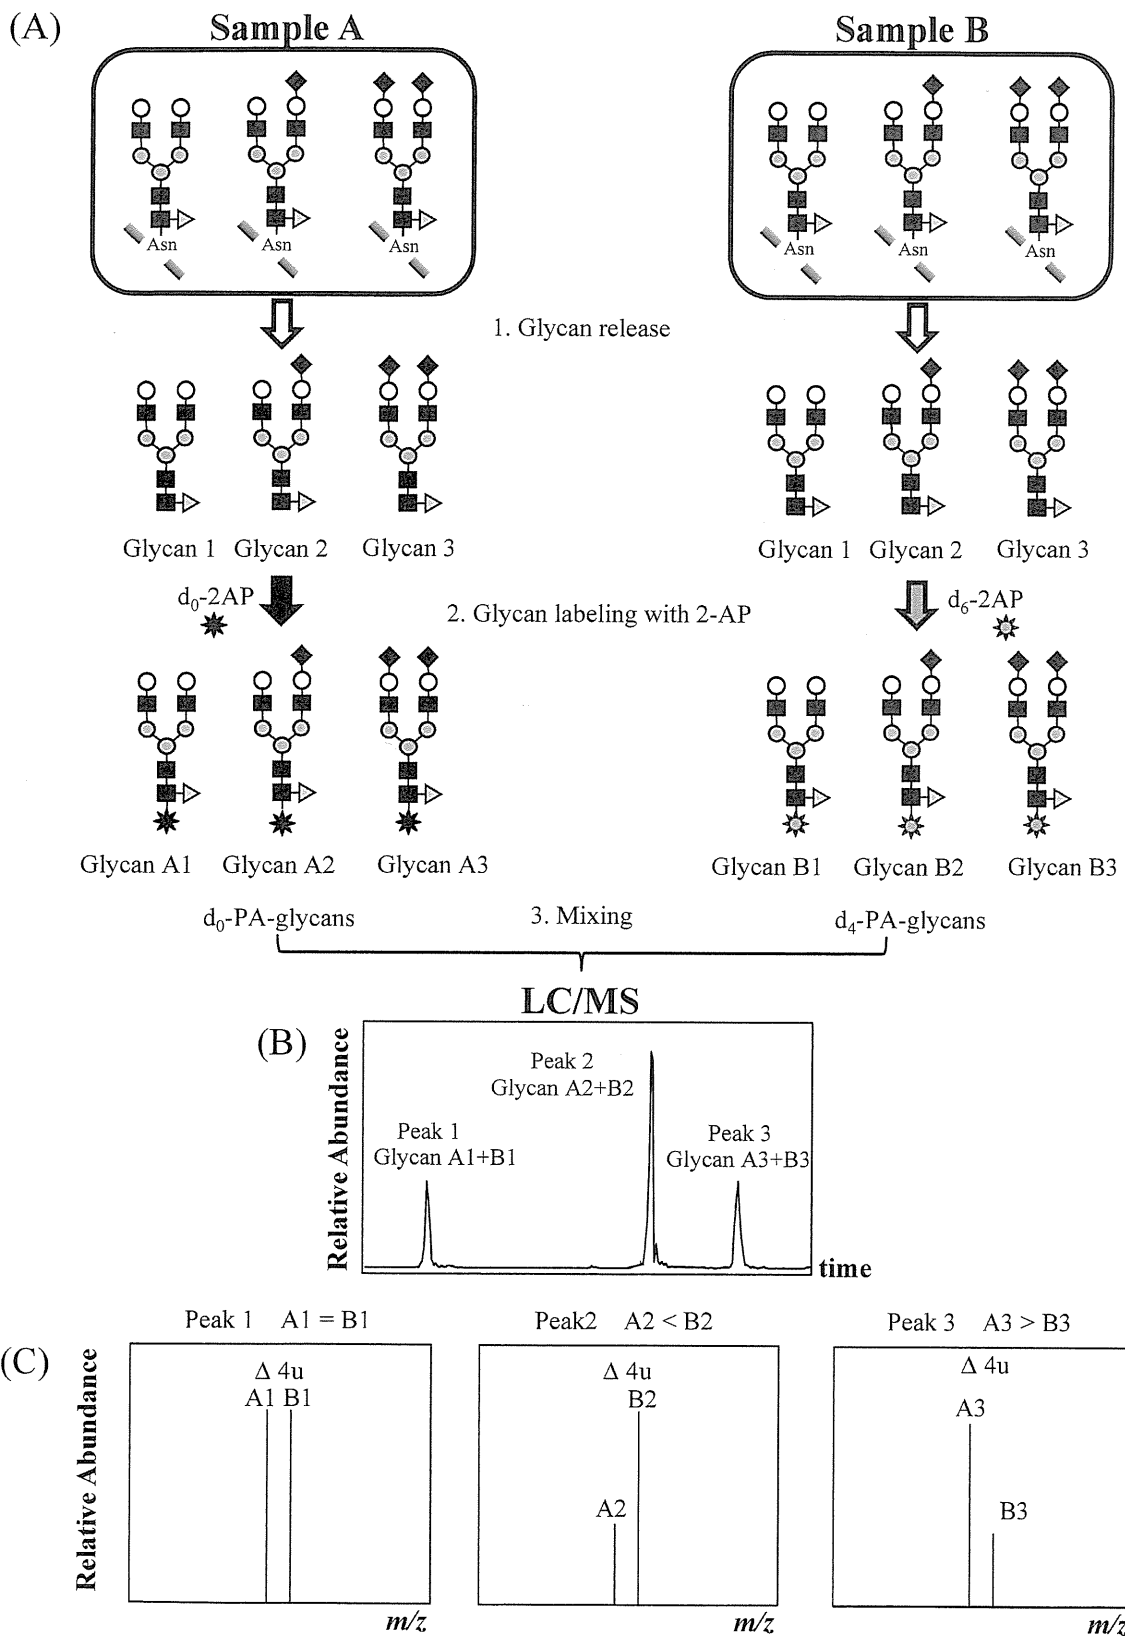 (A)
Sample A
Sample B
Asn
Asn
Asn
Asn
Asn
Asn
1. Glycan release
Glycan 1
Glycan 2
Glycan 3
Glycan 1
Glycan 2
Glycan 3
d0-2AP
2. Glycan labeling with 2-AP
d6-2AP
Glycan A1
Glycan A2
Glycan A3
Glycan B1
Glycan B2
Glycan B3
d0-PA-glycans
3. Mixing
d4-PA-glycans
LC/MS
(B)
Relative Abundance
Peak 1
Glycan A1+B1
Peak 2
Glycan A2+B2
Peak 3
Glycan A3+B3
time
(C)
Relative Abundance
Peak 1 A1 = B1
Δ 4u
A1 B1
m/z
Peak2 A2 < B2
Δ 4u
B2
A2
m/z
Peak 3 A3 > B3
Δ 4u
A3
B3
m/z